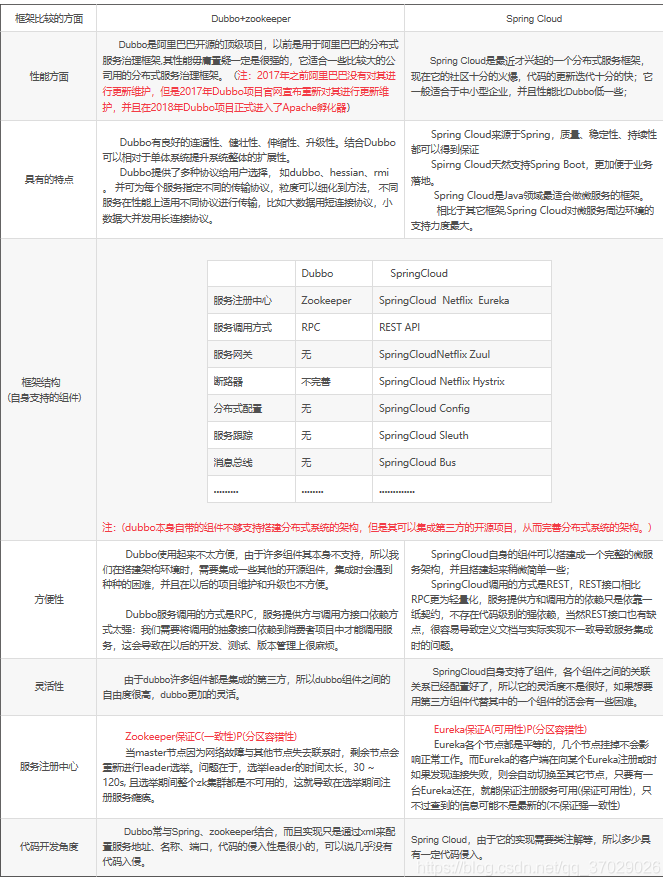 框架比较的方面
Dubbo+zookeeper
Spring Cloud
性能方面
Dubbo是阿里巴巴开源的顶级项目，以前是用于阿里巴巴的分布式
服务治理框架,其性能毋庸置疑一定是很强的，它适合一些比较大的公
司用的分布式服务治理框架。（注：2017年之前阿里巴巴没有对其进
行更新维护，但是2017年Dubbo项目官网宣布重新对其进行更新维
护，并且在2018年Dubbo项目正式进入了Apache孵化器）
Spring Cloud是最近才兴起的一个分布式服务框架，
现在它的社区十分的火爆，代码的更新迭代十分的快；它
一般适合于中小型企业，并且性能比Dubbo低一些；
具有的特点
Dubbo有良好的连通性、健壮性、伸缩性、升级性。结合Dubbo
可以相对于单体系统提升系统整体的扩展性。
Dubbo提供了多种协议给用户选择， 如dubbo、hessian、rmi
。并可为每个服务指定不同的传输协议，粒度可以细化到方法， 不同
服务在性能上适用不同协议进行传输，比如大数据用短连接协议，小
数据大并发用长连接协议。
Spring Cloud来源于Spring，质量、稳定性、持续性
都可以得到保证
Spirng Cloud天然支持Spring Boot，更加便于业务
落地。
Spring Cloud是Java领域最适合做微服务的框架。
相比于其它框架,Spring Cloud对微服务周边环境的
支持力度最大。
框架结构
(自身支持的组件)
Dubbo
SpringCloud
服务注册中心
Zookeeper
SpringCloud Netflix Eureka
服务调用方式
RPC
REST API
服务网关
无
SpringCloudNetflix Zuul
断路器
不完善
SpringCloud Netflix Hystrix
分布式配置
无
SpringCloud Config
服务跟踪
无
SpringCloud Sleuth
消息总线
无
SpringCloud Bus
.........
........
.............
注：（dubbo本身自带的组件不够支持搭建分布式系统的架构，但是其可以集成第三方的开源项目，从而完善分布式系统的架构。）
方便性
Dubbo使用起来不太方便，由于许多组件其本身不支持，所以我
们在搭建架构环境时，需要集成一些其他的开源组件，集成时会遇到
种种的困难，并且在以后的项目维护和升级也不方便。
Dubbo服务调用的方式是RPC，服务提供方与调用方接口依赖方
式太强：我们需要将调用的抽象接口依赖到消费者项目中才能调用服
务，这会导致在以后的开发、测试、版本管理上很麻烦。
SpringCloud自身的组件可以搭建成一个完整的微服
务架构，并且搭建起来稍微简单一些；
SpringCloud调用的方式是REST，REST接口相比
RPC更为轻量化，服务提供方和调用方的依赖只是依靠一
纸契约，不存在代码级别的强依赖，当然REST接口也有缺
点，很容易导致定义文档与实际实现不一致导致服务集成
时的问题。
灵活性
由于dubbo许多组件都是集成的第三方，所以dubbo组件之间的
自由度很高，dubbo更加的灵活。
SpringCloud自身支持了组件，各个组件之间的关联
关系已经配置好了，所以它的灵活度不是很好，如果想要
用第三方组件代替其中的一个组件的话会有一些困难。
服务注册中心
Zookeeper保证C(一致性)P(分区容错性)
当master节点因为网络故障与其他节点失去联系时，剩余节点会
重新进行leader选举。问题在于，选举leader的时间太长，30 ~
120s, 且选举期间整个zk集群都是不可用的，这就导致在选举期间注
册服务瘫痪。
Eureka保证A(可用性)P(分区容错性)
Eureka各个节点都是平等的，几个节点挂掉不会影
响正常工作。而Eureka的客户端在向某个Eureka注册或时
如果发现连接失败，则会自动切换至其它节点，只要有一
台Eureka还在，就能保证注册服务可用(保证可用性)，只
不过查到的信息可能不是最新的(不保证强一致性)
代码开发角度
Dubbo常与Spring、zookeeper结合，而且实现只是通过xml来配
置服务地址、名称、端口，代码的侵入性是很小的，可以说几乎没有
代码入侵。
Spring Cloud，由于它的实现需要类注解等，所以多少具
有一定代码侵入。
https://blog.csdn.net/qq_37029026